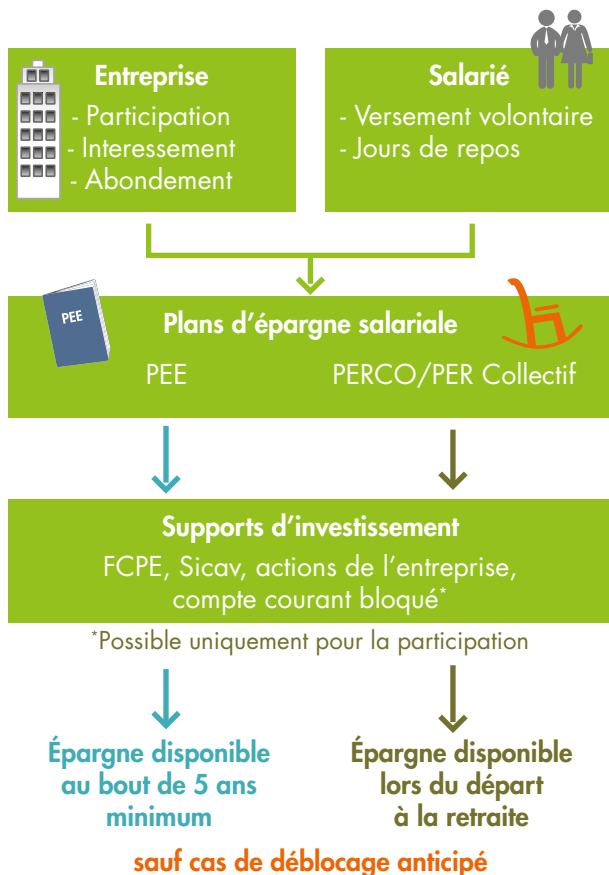 Entreprise
- Participation
- Interessement
- Abondement
Salarié
- Versement volontaire
- Jours de repos
PEE
Plans d’épargne salariale
PEE
PERCO/PER Collectif
Supports d’investissement
FCPE, Sicav, actions de l’entreprise,
compte courant bloqué*
*Possible uniquement pour la participation
Épargne disponible
au bout de 5 ans
minimum
Épargne disponible
lors du départ
à la retraite
sauf cas de déblocage anticipé